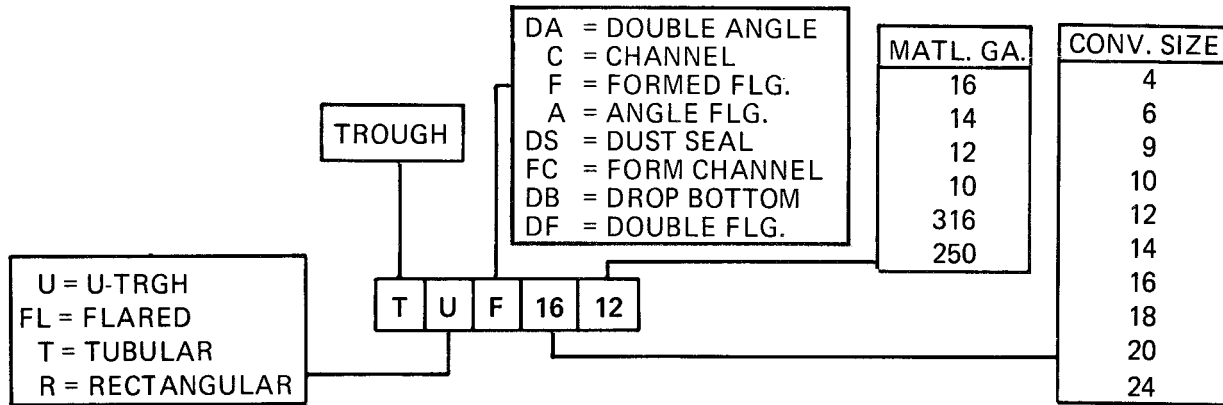 DA = DOUBLE ANGLE
C = CHANNEL
F = FORMED FLG.
A = ANGLE FLG.
DS = DUST SEAL
FC = FORM CHANNEL
DB = DROP BOTTOM
DF = DOUBLE FLG.
MATL. GA.
16
14
12
10
316
250
CONV. SIZE
4
6
9
10
12
14
16
18
20
24
TROUGH
U = U-TRGH
FL = FLARED
T = TUBULAR
R = RECTANGULAR
T U F 16 12